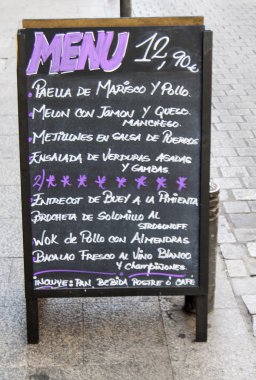 MENU 12,90€
• PAELLA DE MARISCO Y POLLO.
• MELON CON JAMON Y QUESO
MANCHEGO.
• MEJILLONES EN SALSA DE PUERROS
ENSALADA DE VERDURAS ASADAS
Y GAMBAS
2)* * * * * * * *
ENTRECOT DE BUEY A LA PIMIENTA
BROCHETA DE SOLOMILLO AL
STROGONOFF
WOK DE POLLO CON ALMENDRAS
BACALAO FRESCO AL VINO BLANCO
Y CHAMPIÑONES.
INCLUYE: PAN, BEBIDA POSTRE Ó CAFE